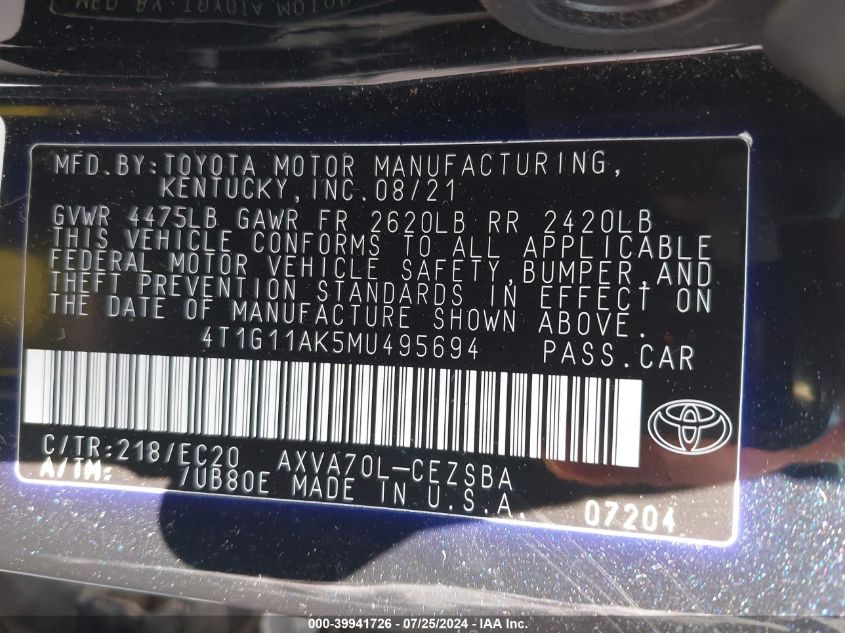 MFD. BY: TOYOTA MOTOR MANUFACTURING,
KENTUCKY, INC. 08/21
GVWR 4475LB GAWR FR 2620LB RR 2420LB
THIS VEHICLE CONFORMS TO ALL APPLICABLE
FEDERAL MOTOR VEHICLE SAFETY, BUMPER, AND
THEFT PREVENTION STANDARDS IN EFFECT ON
THE DATE OF MANUFACTURE SHOWN ABOVE.
4T1G11AK5MU495694 PASS.CAR
C/TR:218/EC20 AXVA70L-CEZSBA
A/TM: 7UB80E MADE IN U.S.A.
07204
000-39941726 / 07/25/2024 - IAA Inc.